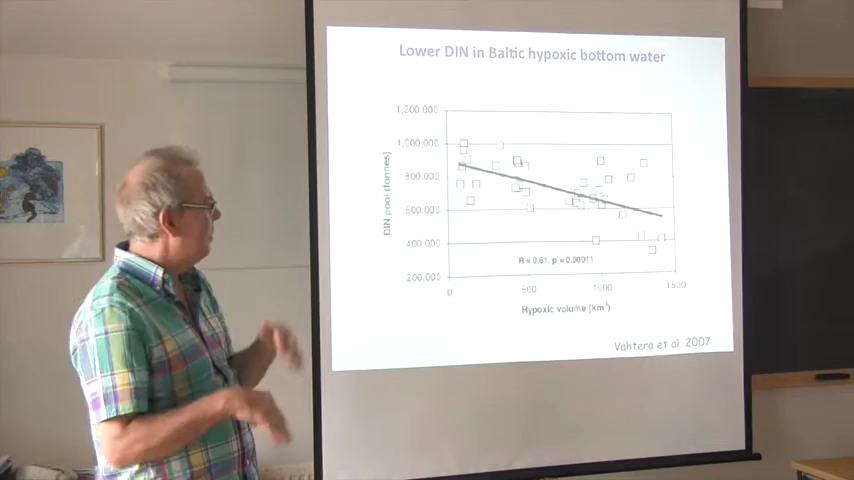 Lower DIN in Baltic hypoxic bottom water
1,200,000
1,000,000
800,000
600,000
400,000
200,000
DIN pool (tonnes)
R = 0.61, p = 0.00011
0
500
1000
1500
Hypoxic volume (km³)
Vahtera et al. 2007